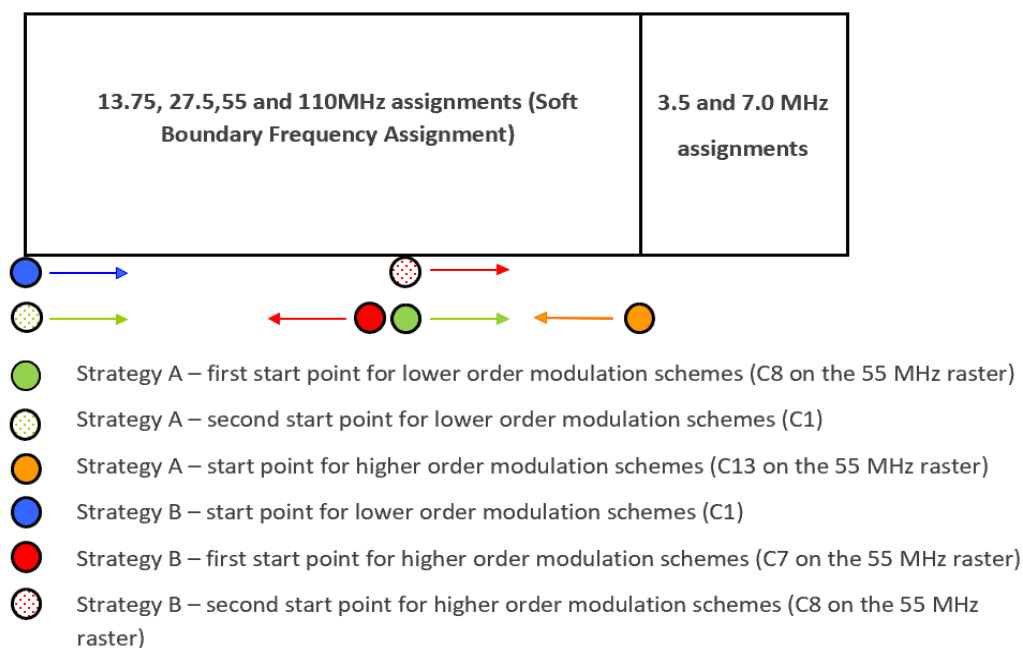 13.75, 27.5,55 and 110MHz assignments (Soft
Boundary Frequency Assignment)
3.5 and 7.0 MHz
assignments
Strategy A – first start point for lower order modulation schemes (C8 on the 55 MHz raster)
Strategy A – second start point for lower order modulation schemes (C1)
Strategy A – start point for higher order modulation schemes (C13 on the 55 MHz raster)
Strategy B – start point for lower order modulation schemes (C1)
Strategy B – first start point for higher order modulation schemes (C7 on the 55 MHz raster)
Strategy B – second start point for higher order modulation schemes (C8 on the 55 MHz
raster)